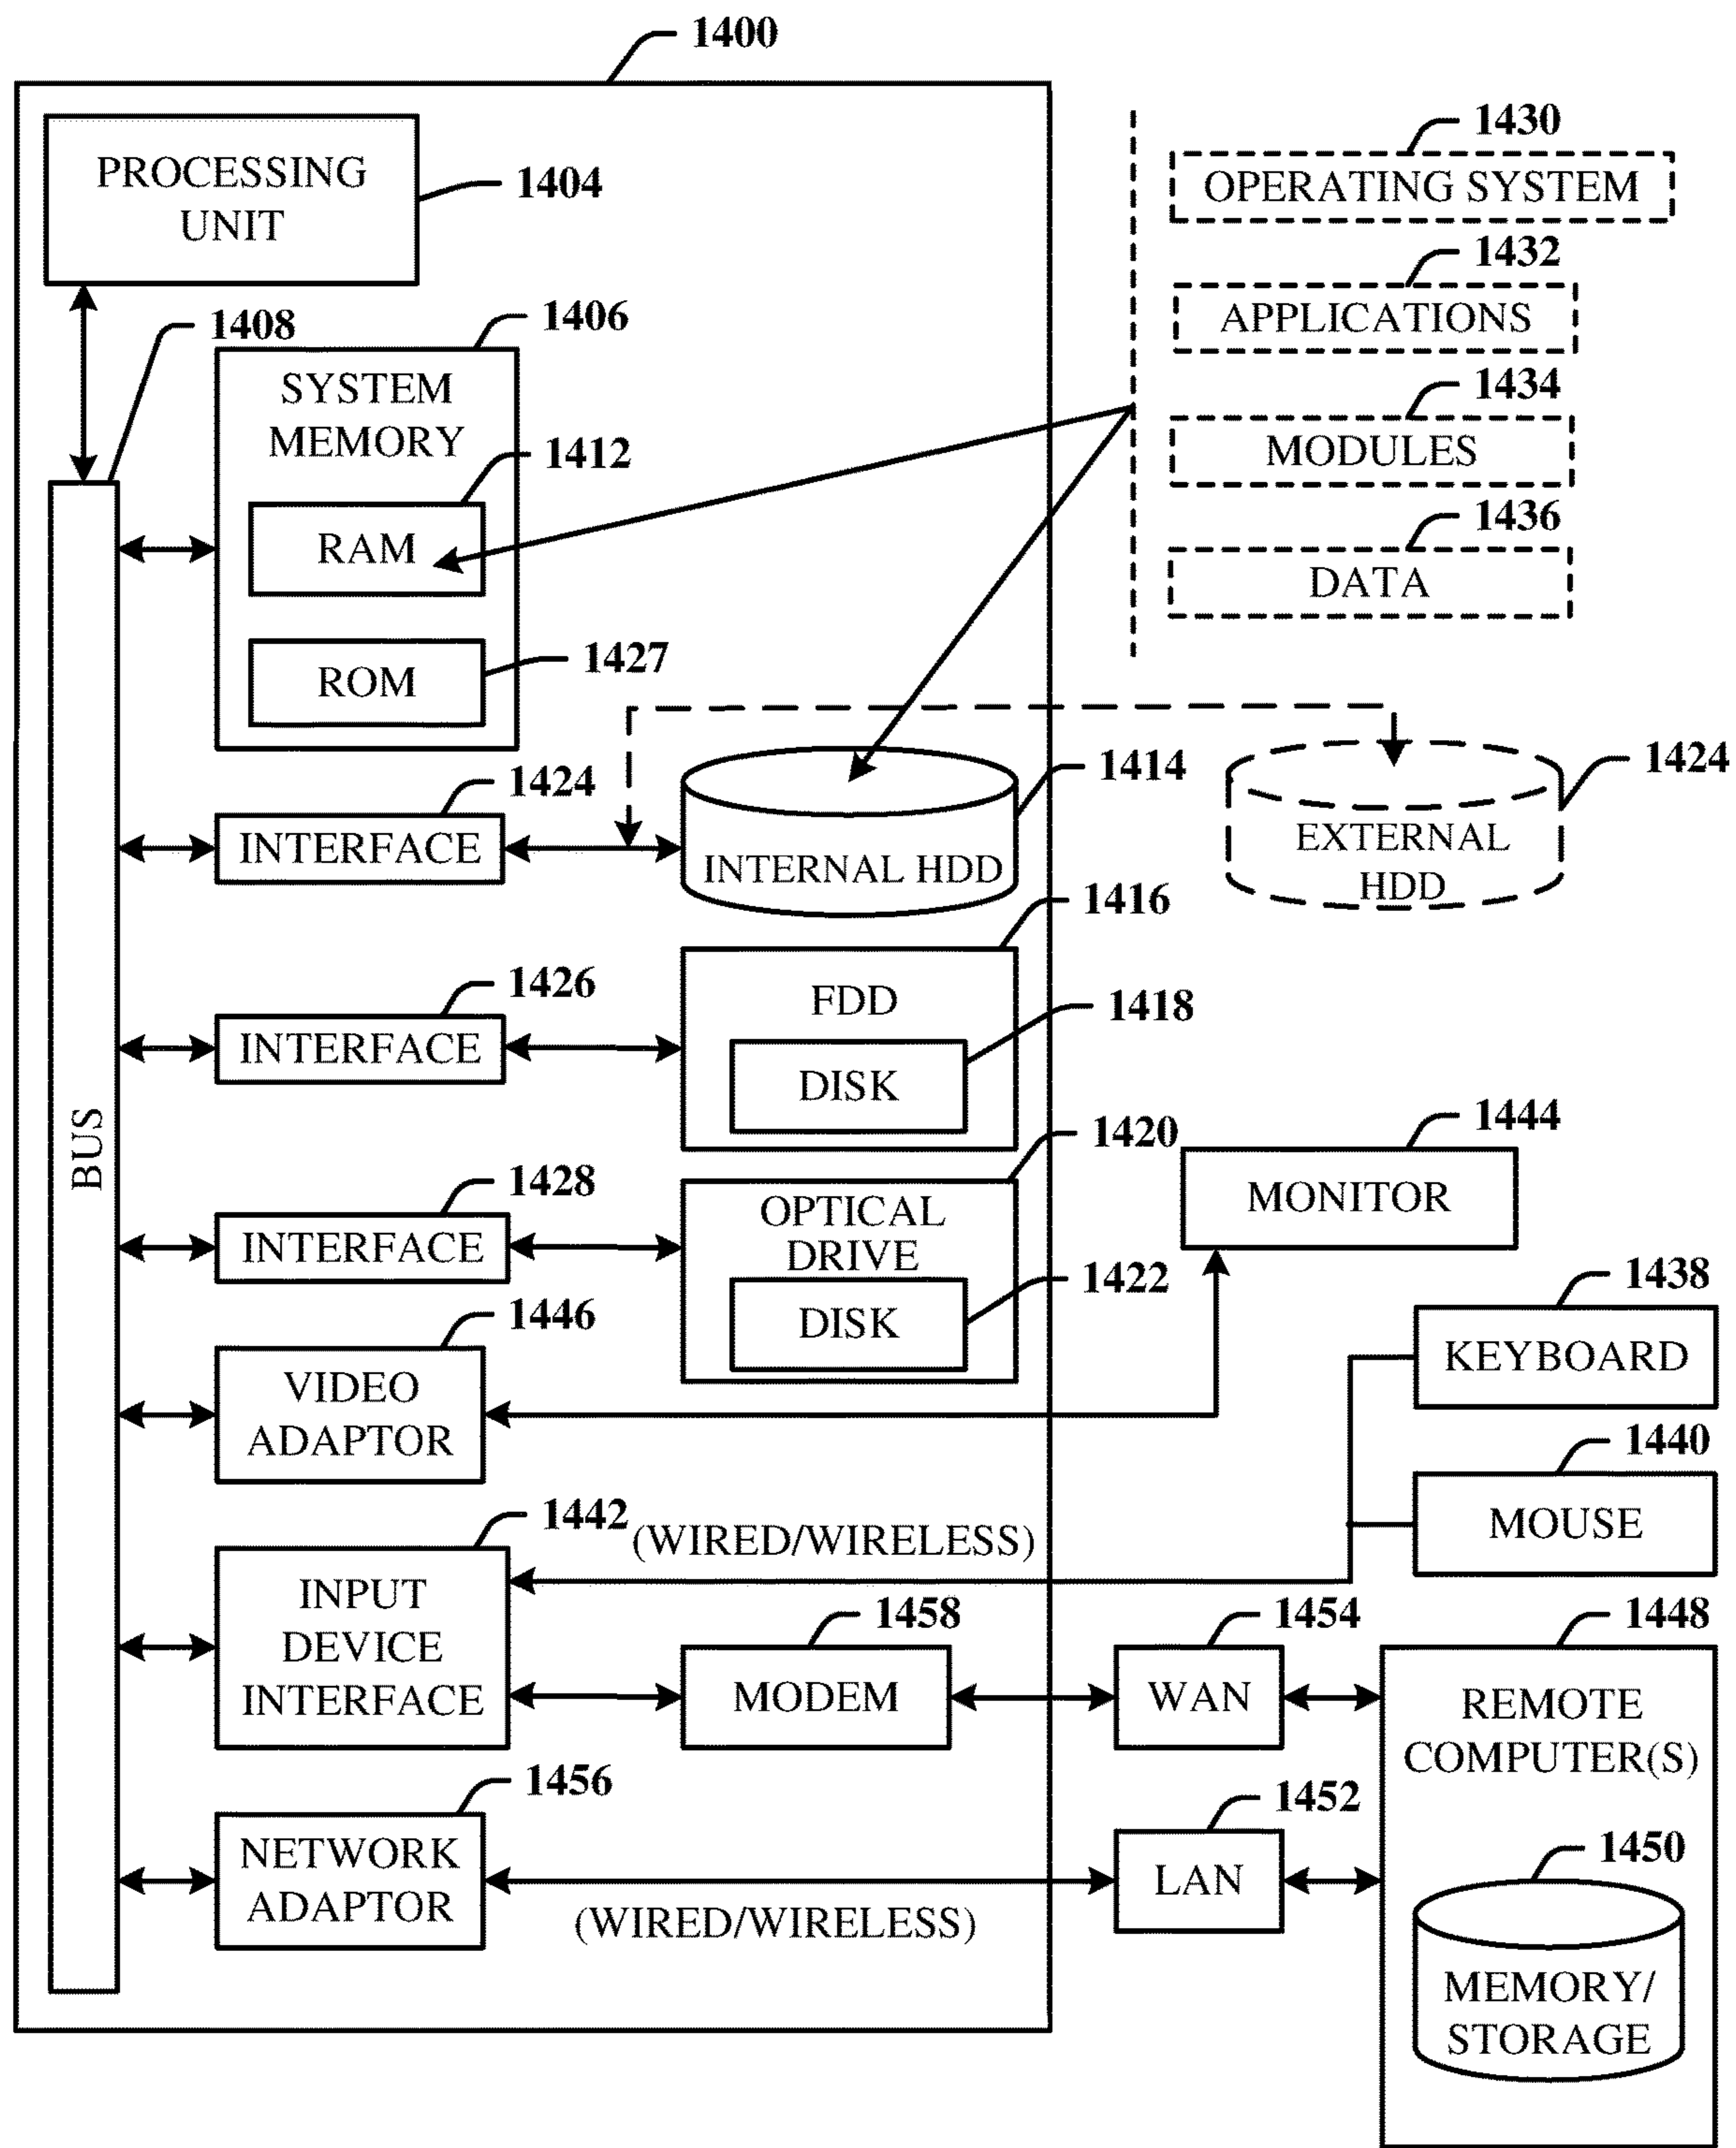 1400
PROCESSING
UNIT
1404
1430
OPERATING SYSTEM
1432
APPLICATIONS
1434
MODULES
1436
DATA
1408
1406
SYSTEM
MEMORY
1412
RAM
1427
ROM
1424
INTERFACE
1414
INTERNAL HDD
1424
EXTERNAL
HDD
1416
FDD
1426
INTERFACE
1418
DISK
BUS
1420
OPTICAL
DRIVE
1428
INTERFACE
1422
DISK
1444
MONITOR
1446
VIDEO
ADAPTOR
1438
KEYBOARD
1440
MOUSE
1442
(WIRED/WIRELESS)
INPUT
DEVICE
INTERFACE
1458
MODEM
1454
WAN
1448
REMOTE
COMPUTER(S)
1456
NETWORK
ADAPTOR
(WIRED/WIRELESS)
1452
LAN
1450
MEMORY/
STORAGE